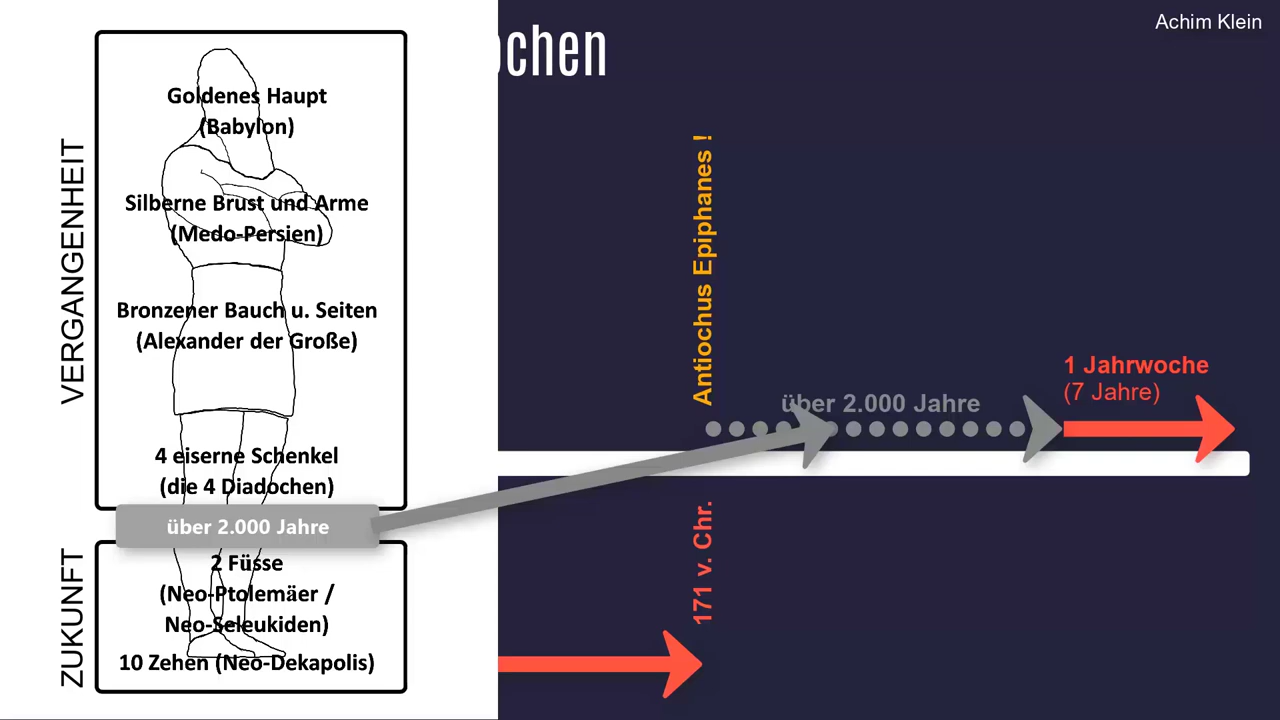 ochen
Achim Klein
VERGANGENHEIT
Goldenes Haupt
(Babylon)
Silberne Brust und Arme
(Medo-Persien)
Bronzener Bauch u. Seiten
(Alexander der Große)
4 eiserne Schenkel
(die 4 Diadochen)
über 2.000 Jahre
ZUKUNFT
2 Füsse
(Neo-Ptolemäer /
Neo-Seleukiden)
10 Zehen (Neo-Dekapolis)
Antiochus Epiphanes !
über 2.000 Jahre
1 Jahrwoche
(7 Jahre)
171 v. Chr.